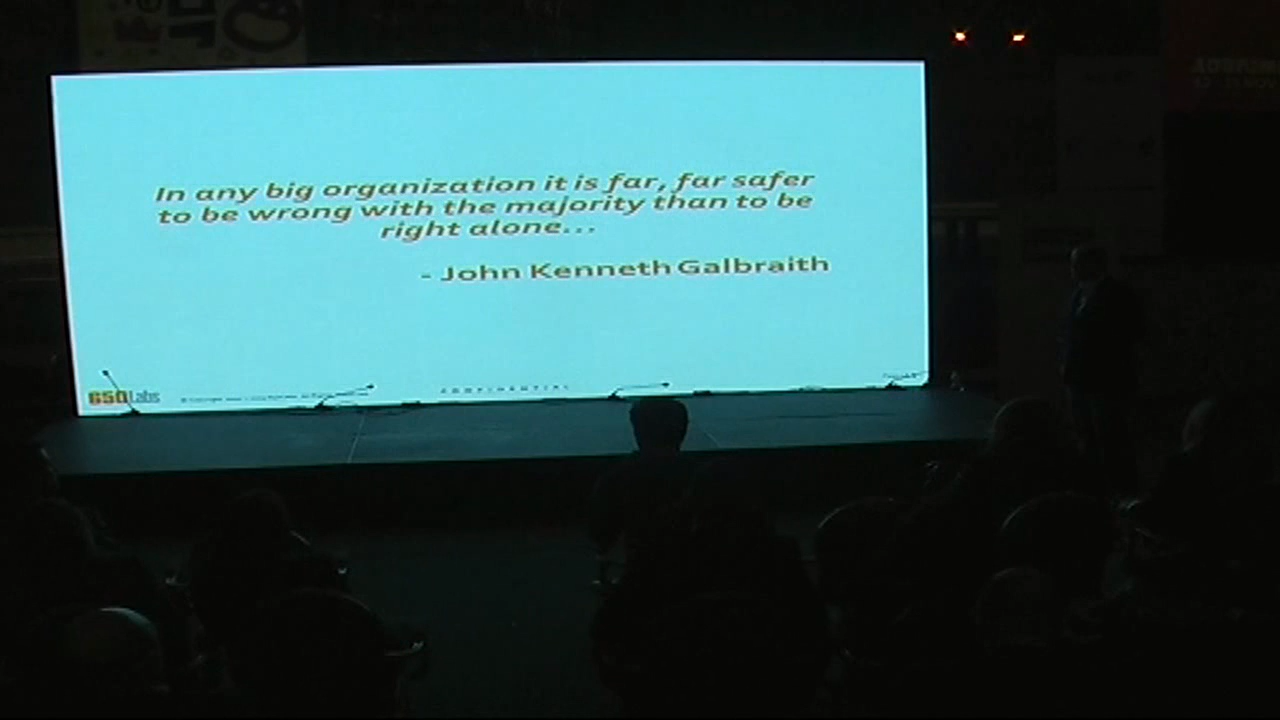 In any big organization it is far, far safer
to be wrong with the majority than to be
right alone...
- John Kenneth Galbraith
650Labs
CONFIDENTIAL